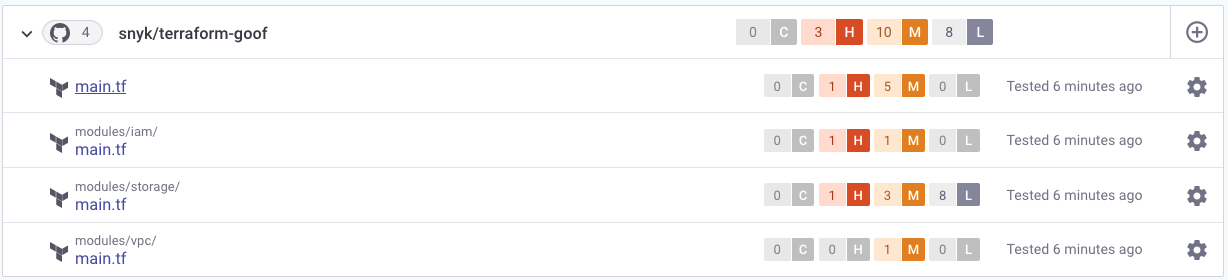 4 snyk/terraform-goof 0 C 3 H 10 M 8 L
main.tf 0 C 1 H 5 M 0 L Tested 6 minutes ago
modules/iam/
main.tf 0 C 1 H 1 M 0 L Tested 6 minutes ago
modules/storage/
main.tf 0 C 1 H 3 M 8 L Tested 6 minutes ago
modules/vpc/
main.tf 0 C 0 H 1 M 0 L Tested 6 minutes ago